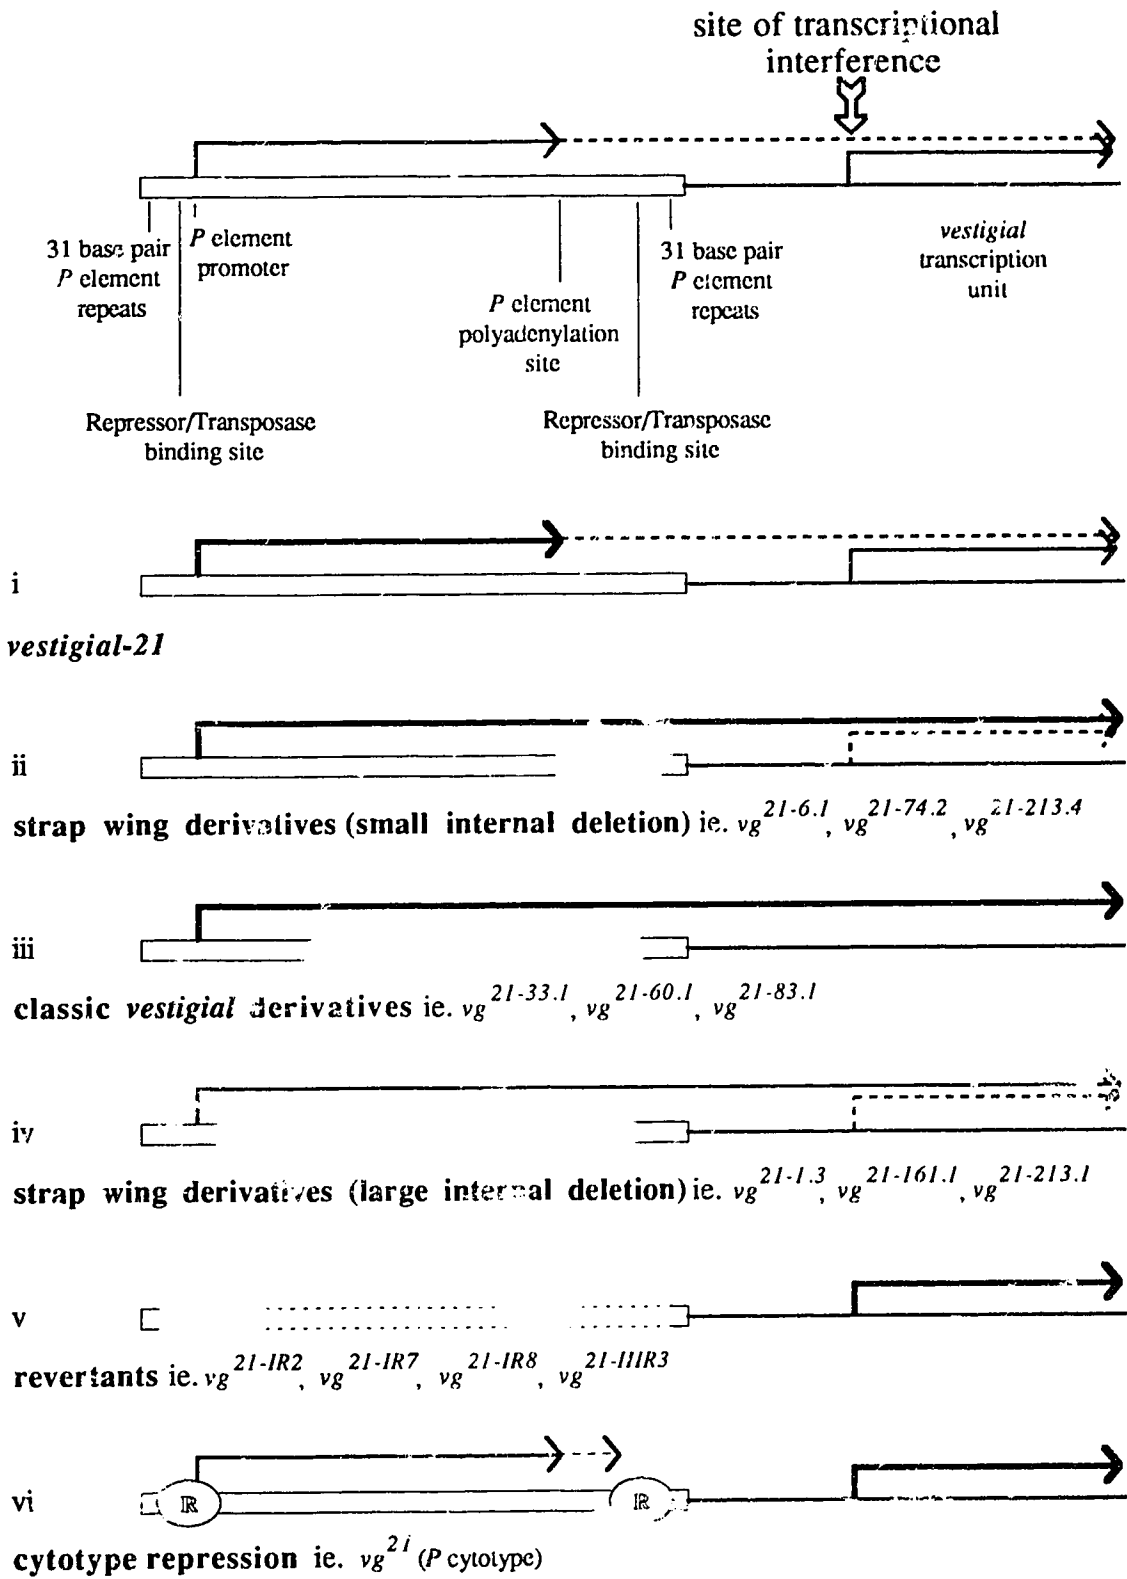 site of transcriptional
interference
31 base pair
P element
repeats
P element
promoter
P element
polyadenylation
site
31 base pair
P element
repeats
vestigial
transcription
unit
Repressor/Transposase
binding site
Repressor/Transposase
binding site
i
vestigial-21
ii
strap wing derivatives (small internal deletion) ie. vg21-6.1, vg21-74.2, vg21-213.4
iii
classic vestigial derivatives ie. vg21-33.1, vg21-60.1, vg21-83.1
iv
strap wing derivatives (large internal deletion) ie. vg21-1.3, vg21-161.1, vg21-213.1
v
revertants ie. vg21-IR2, vg21-IR7, vg21-IR8, vg21-IIIR3
vi
R
R
cytotype repression ie. vg21 (P cytotype)